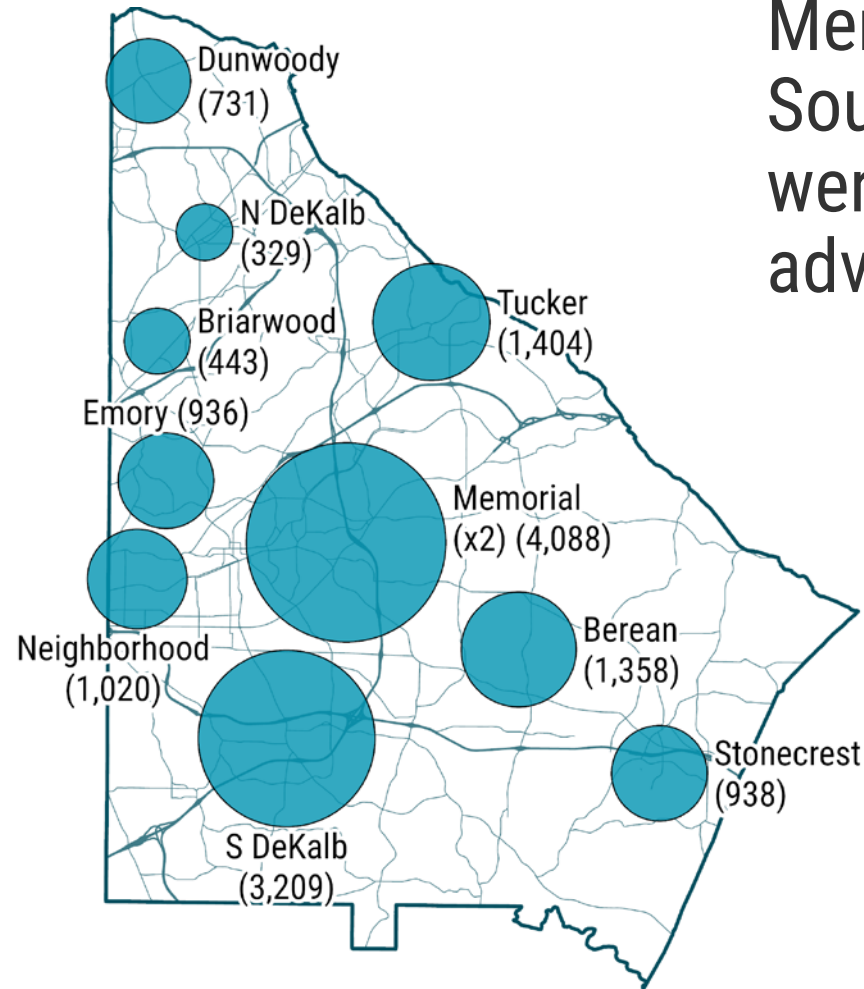 Dunwoody
(731)
N DeKalb
(329)
Tucker
(1,404)
Briarwood
(443)
Emory (936)
Memorial
(x2) (4,088)
Berean
(1,358)
Neighborhood
(1,020)
Stonecrest
(938)
S DeKalb
(3,209)